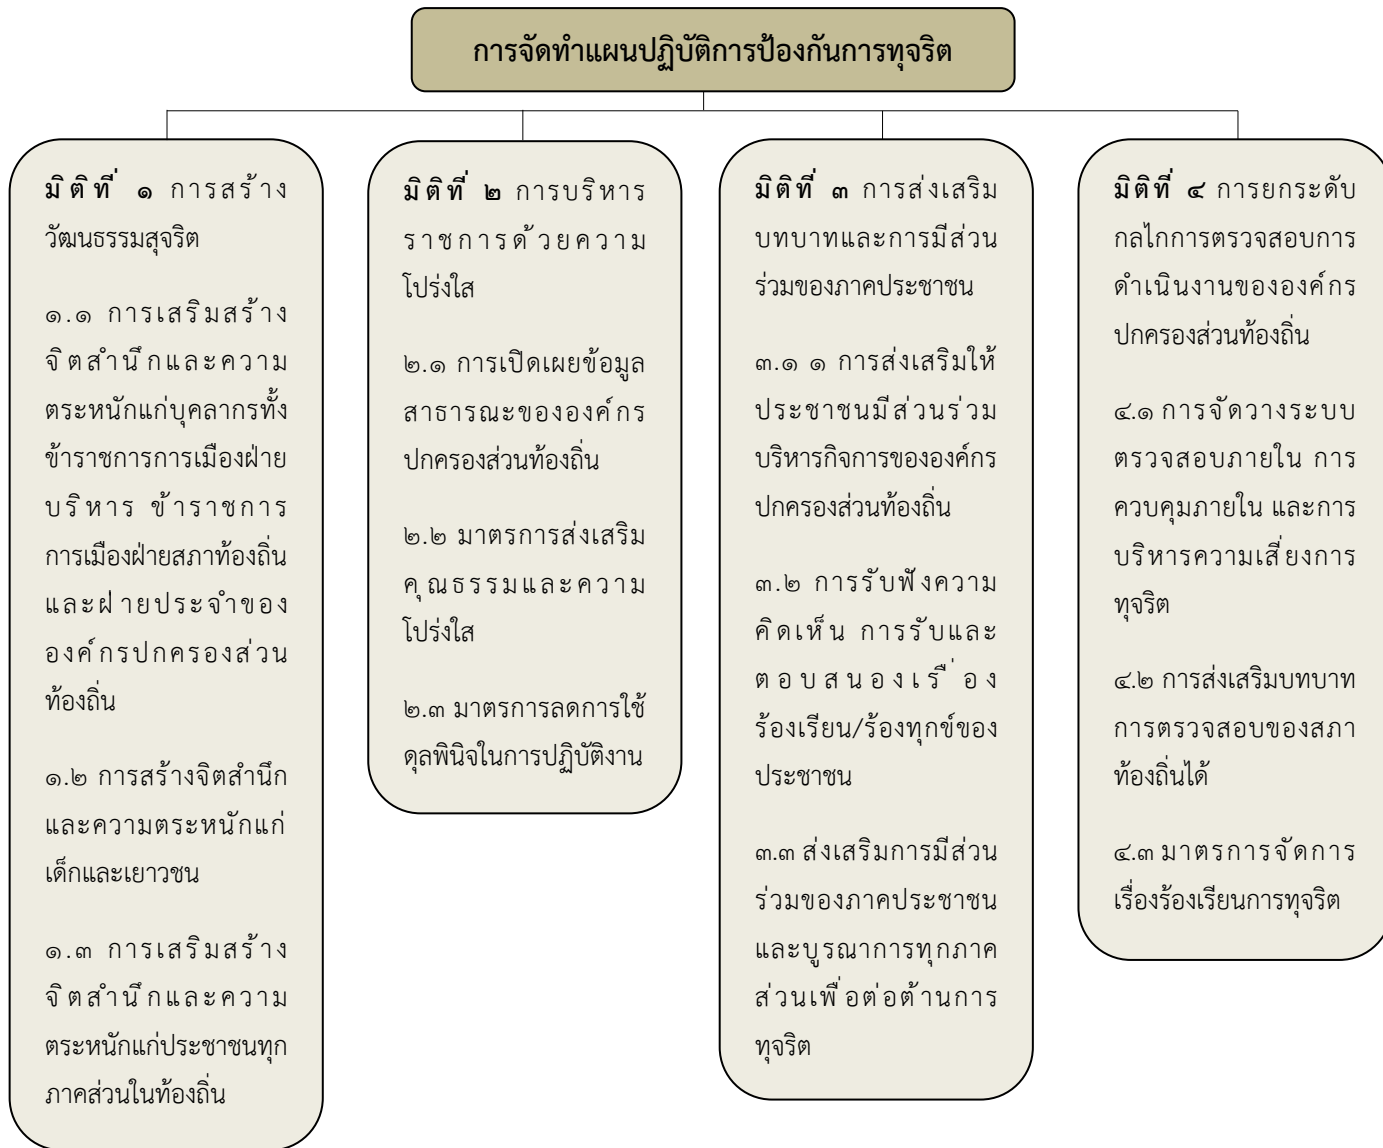 การจัดทำแผนปฏิบัติการป้องกันการทุจริต
มิติที่ ๑ การสร้าง
วัฒนธรรมสุจริต
๑.๑ การเสริมสร้าง
จิตสำนึกและความ
ตระหนักแก่บุคลากรทั้ง
ข้าราชการการเมืองฝ่าย
บริหาร ข้าราชการ
การเมืองฝ่ายสภาท้องถิ่น
และฝ่ายประจำของ
องค์กรปกครองส่วน
ท้องถิ่น
๑.๒ การสร้างจิตสำนึก
และความตระหนักแก่
เด็กและเยาวชน
๑.๓ การเสริมสร้าง
จิตสำนึกและความ
ตระหนักแก่ประชาชนทุก
ภาคส่วนในท้องถิ่น
มิติที่ ๒ การบริหาร
ราชการด้วยความ
โปร่งใส
๒.๑ การเปิดเผยข้อมูล
สาธารณะขององค์กร
ปกครองส่วนท้องถิ่น
๒.๒ มาตรการส่งเสริม
คุณธรรมและความ
โปร่งใส
๒.๓ มาตรการลดการใช้
ดุลพินิจในการปฏิบัติงาน
มิติที่ ๓ การส่งเสริม
บทบาทและการมีส่วน
ร่วมของภาคประชาชน
๓.๑ ๑ การส่งเสริมให้
ประชาชนมีส่วนร่วม
บริหารกิจการขององค์กร
ปกครองส่วนท้องถิ่น
๓.๒ การรับฟังความ
คิดเห็น การรับและ
ตอบสนองเรื่อง
ร้องเรียน/ร้องทุกข์ของ
ประชาชน
๓.๓ ส่งเสริมการมีส่วน
ร่วมของภาคประชาชน
และบูรณาการทุกภาค
ส่วนเพื่อต่อต้านการ
ทุจริต
มิติที่ ๔ การยกระดับ
กลไกการตรวจสอบการ
ดำเนินงานขององค์กร
ปกครองส่วนท้องถิ่น
๔.๑ การจัดวางระบบ
ตรวจสอบภายใน การ
ควบคุมภายใน และการ
บริหารความเสี่ยงการ
ทุจริต
๔.๒ การส่งเสริมบทบาท
การตรวจสอบของสภา
ท้องถิ่นได้
๔.๓ มาตรการจัดการ
เรื่องร้องเรียนการทุจริต